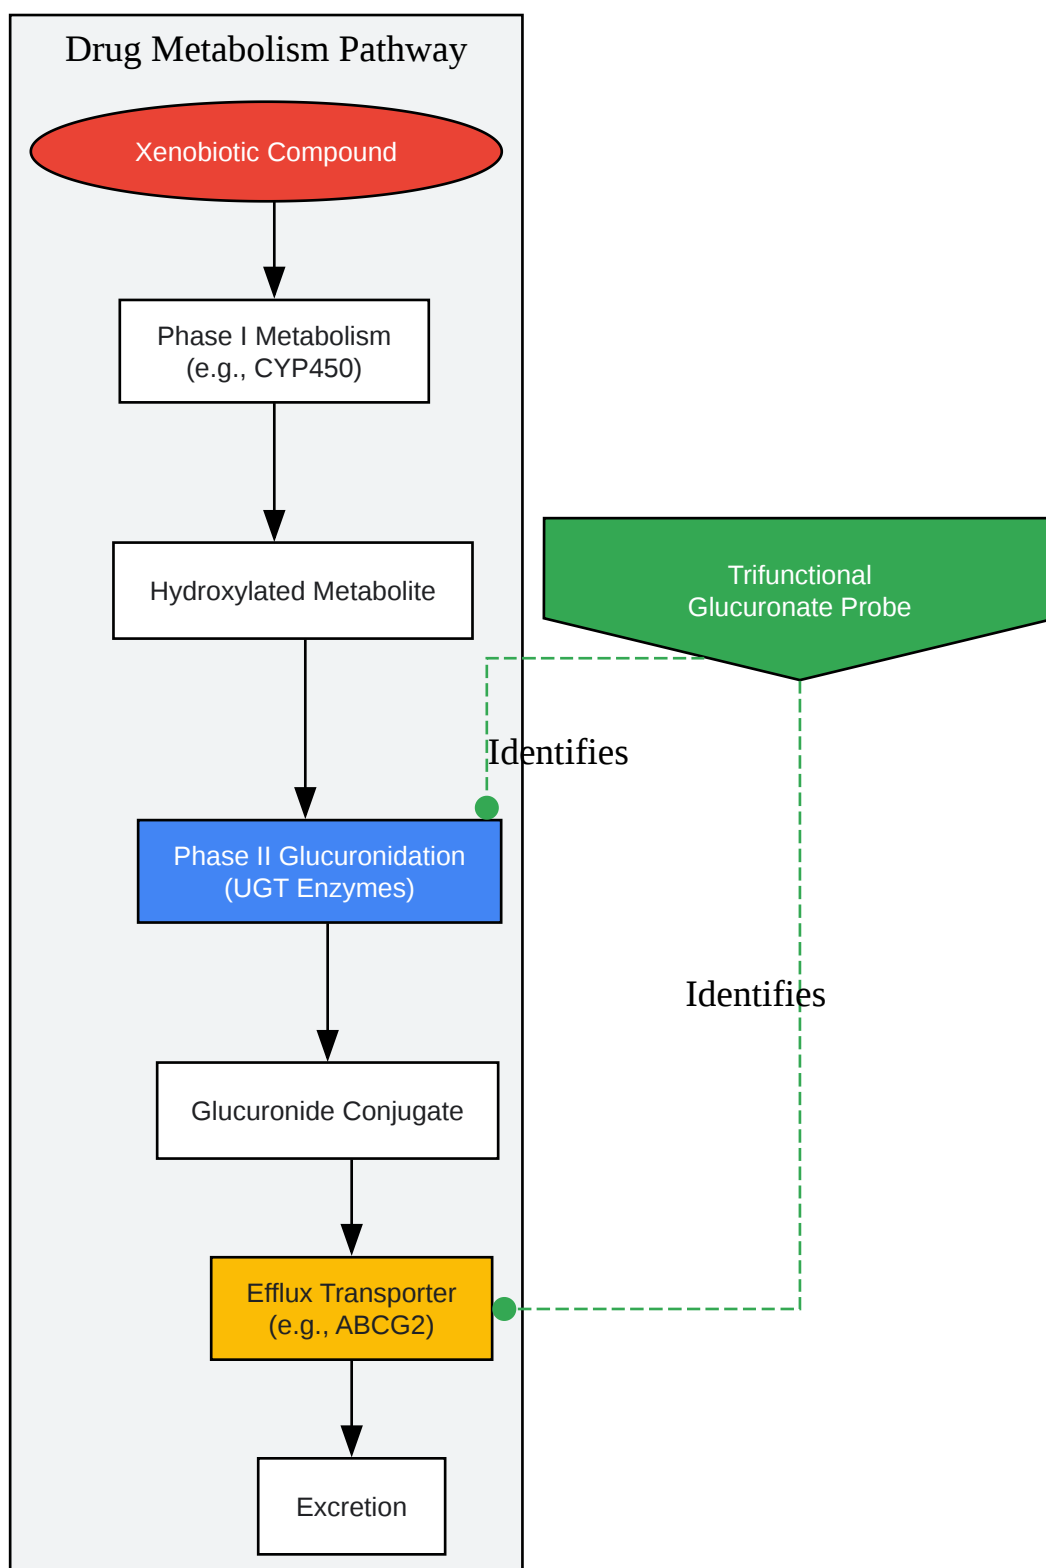 Drug Metabolism Pathway
Xenobiotic Compound
Phase I Metabolism
(e.g., CYP450)
Hydroxylated Metabolite
Trifunctional
Glucuronate Probe
Identifies
Phase II Glucuronidation
(UGT Enzymes)
Identifies
Glucuronide Conjugate
Efflux Transporter
(e.g., ABCG2)
Excretion